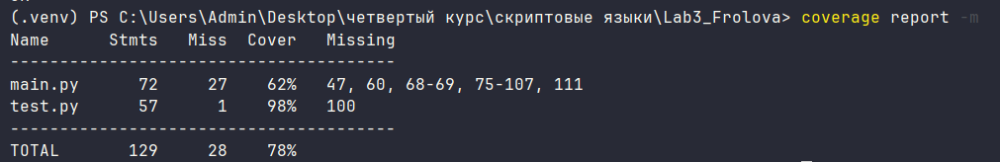 (.venv) PS C:\Users\Admin\Desktop\четвертый курс\скриптовые языки\Lab3_Frolova> coverage report -m
Name      Stmts   Miss  Cover   Missing
---------------------------------------
main.py      72     27    62%   47, 60, 68-69, 75-107, 111
test.py      57      1    98%   100
---------------------------------------
TOTAL       129     28    78%